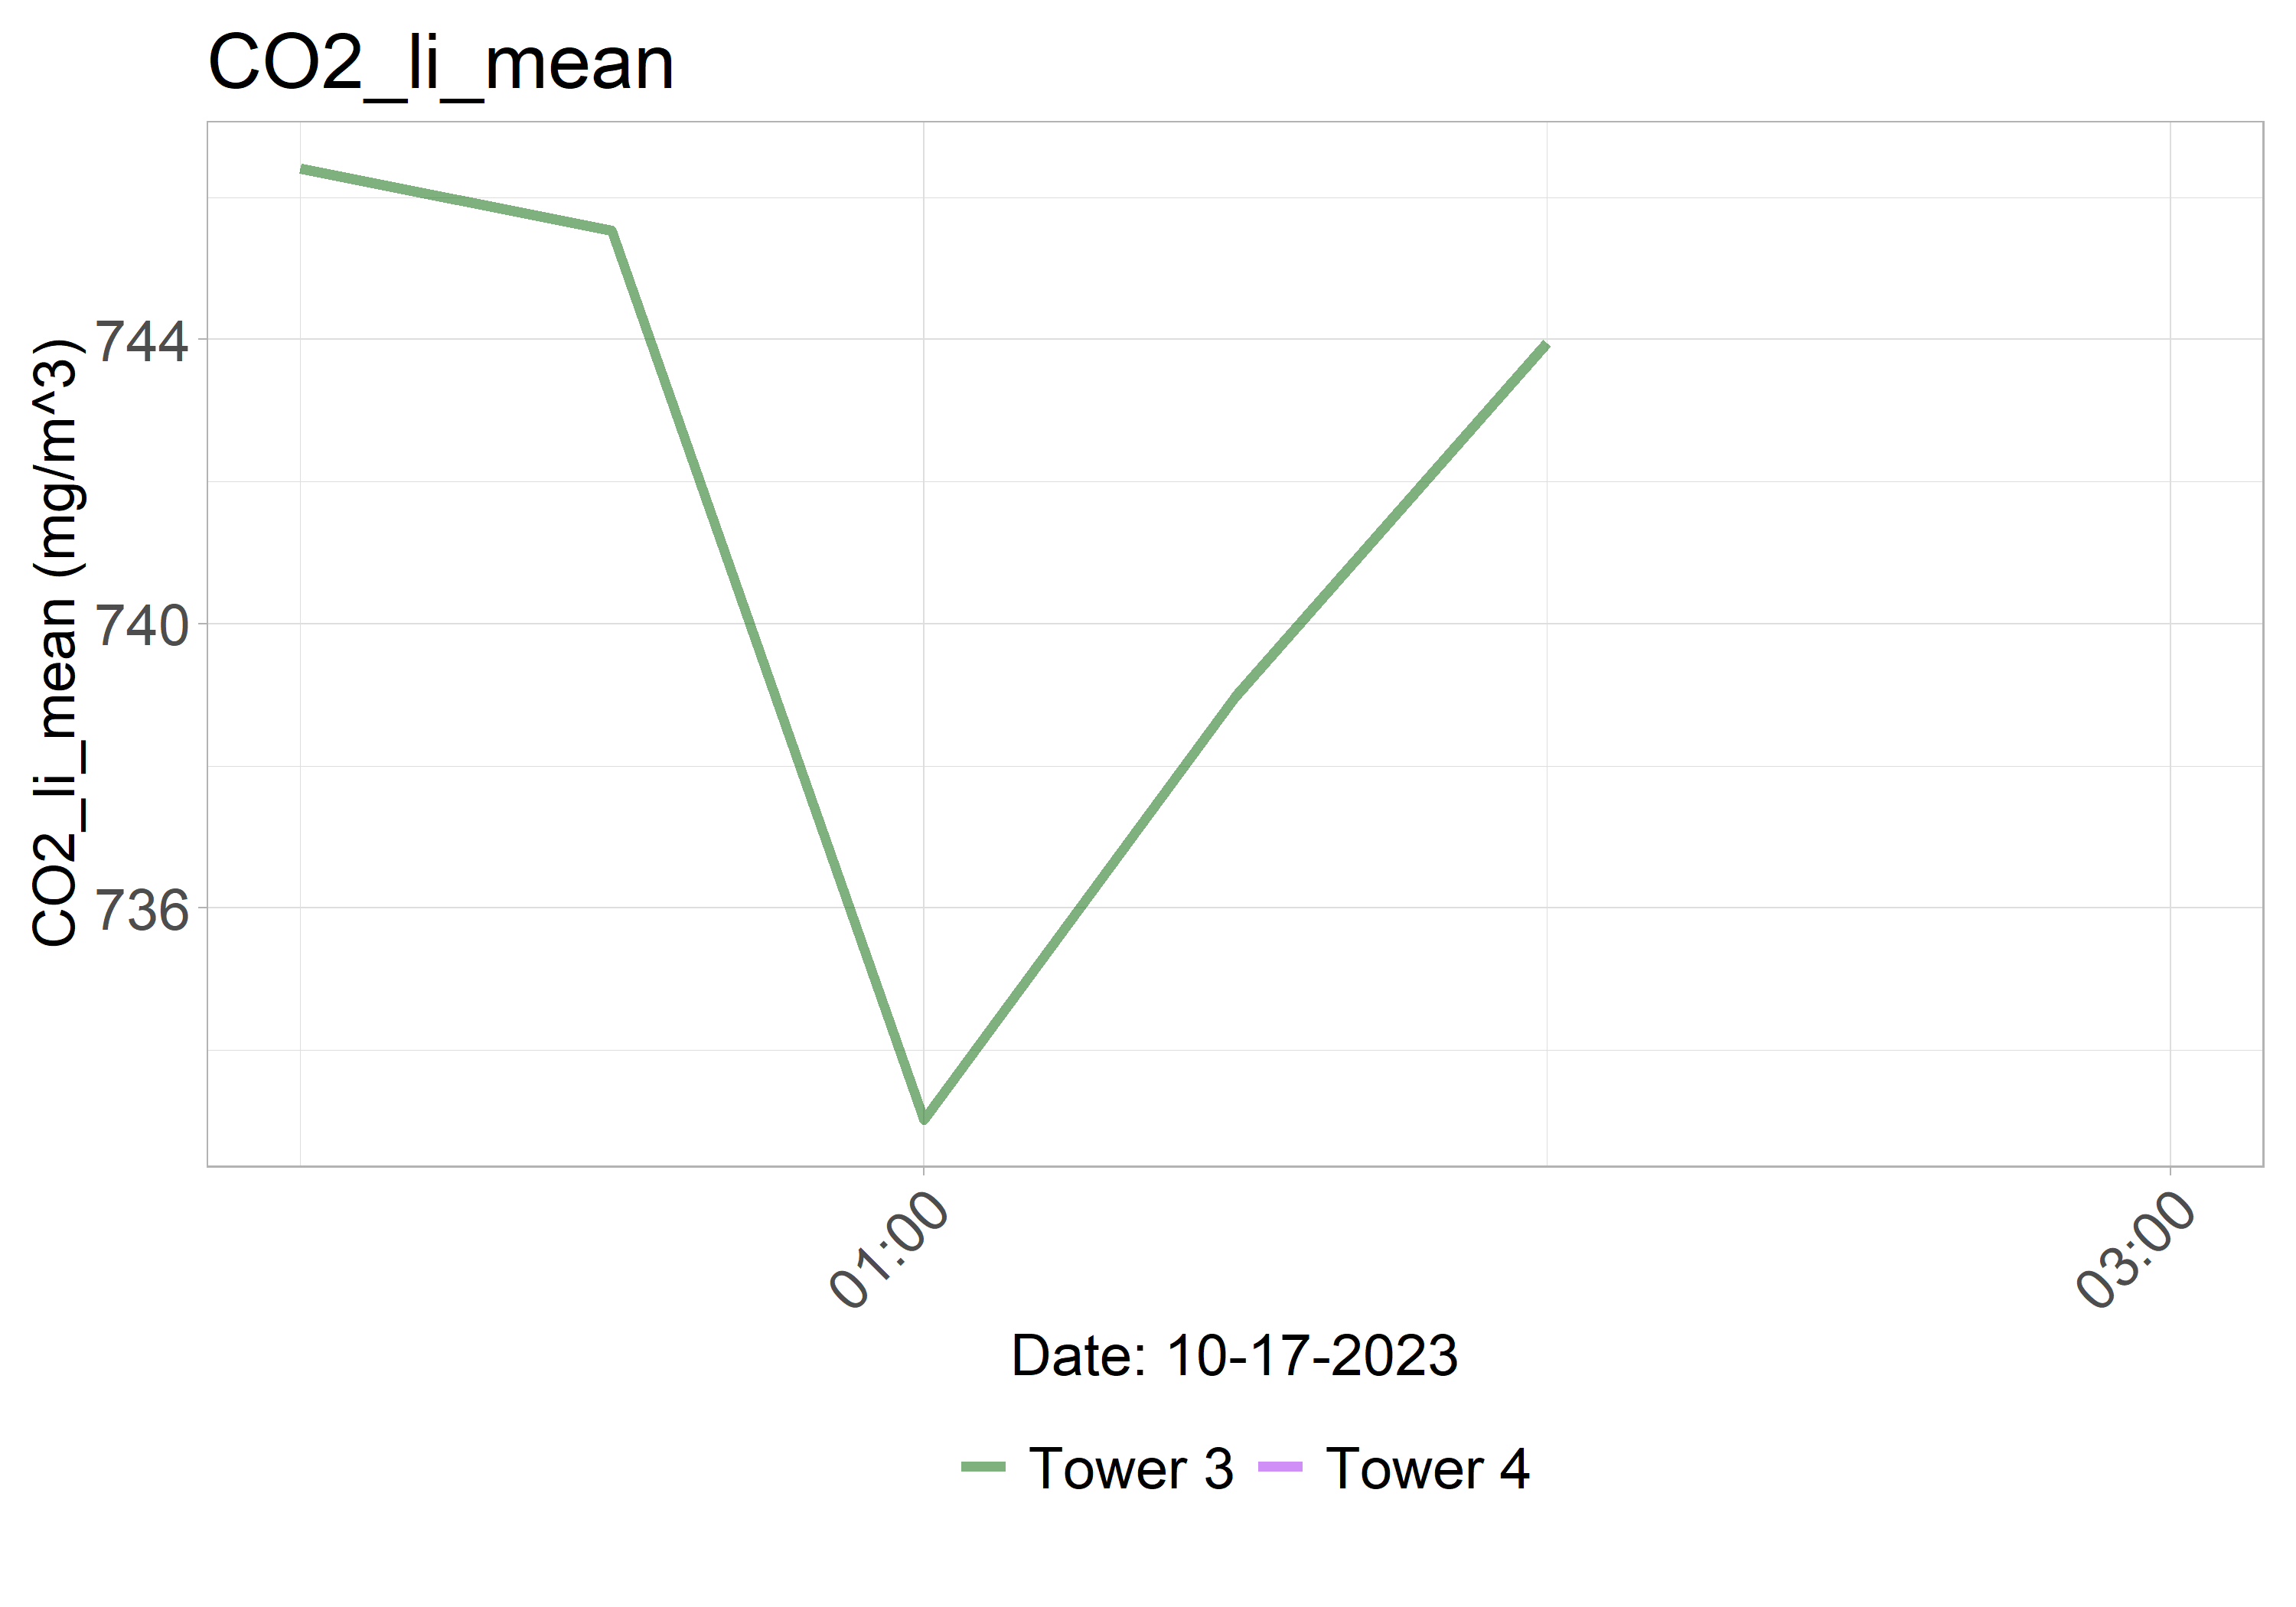 CO2_li_mean
CO2_li_mean (mg/m^3)
744
740
736
01:00
03:00
Date: 10-17-2023
Tower 3
Tower 4